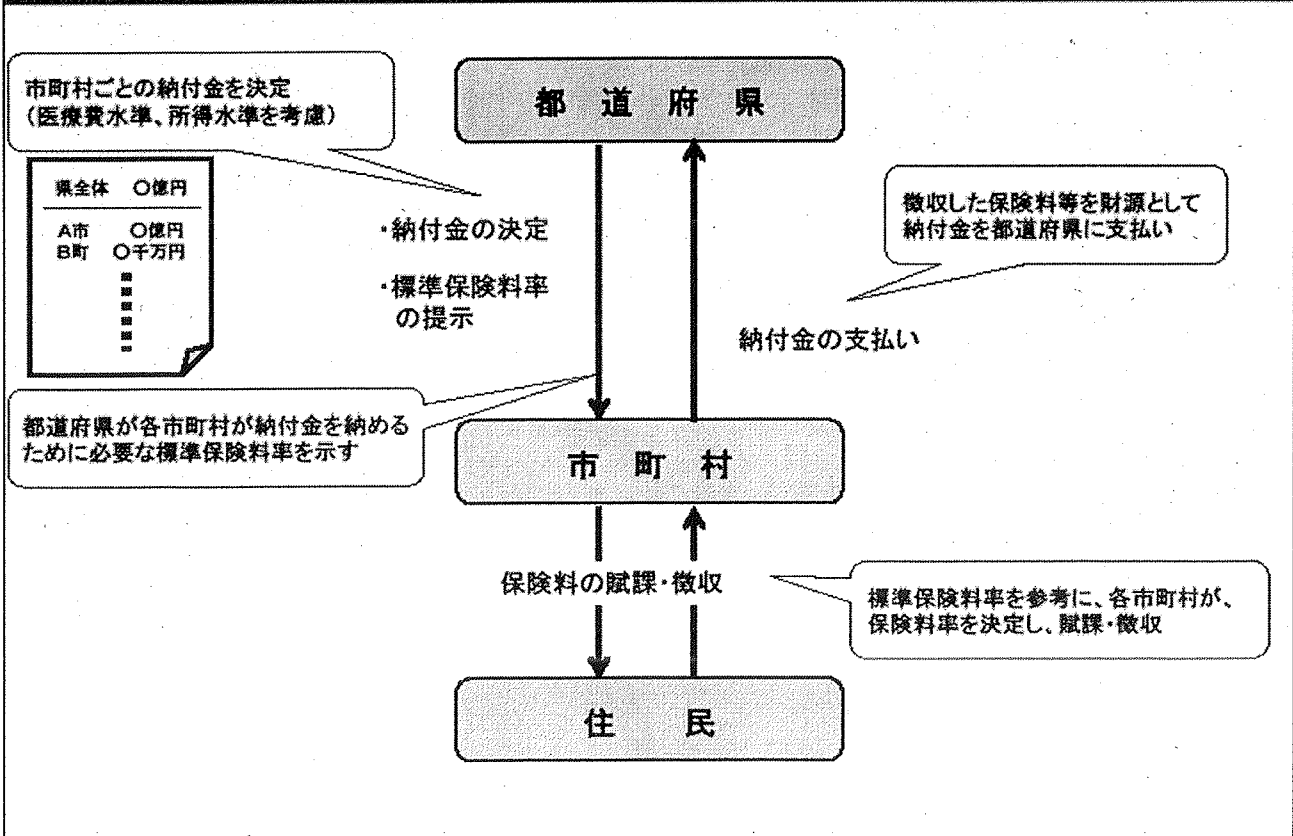 都道府県
市町村ごとの納付金を決定
（医療費水準、所得水準を考慮）
県全体 〇億円
A市 〇億円
B町 〇千万円
・納付金の決定
・標準保険料率
の提示
徴収した保険料等を財源として
納付金を都道府県に支払い
納付金の支払い
都道府県が各市町村が納付金を納める
ために必要な標準保険料率を示す
市町村
保険料の賦課・徴収
標準保険料率を参考に、各市町村が、
保険料率を決定し、賦課・徴収
住民